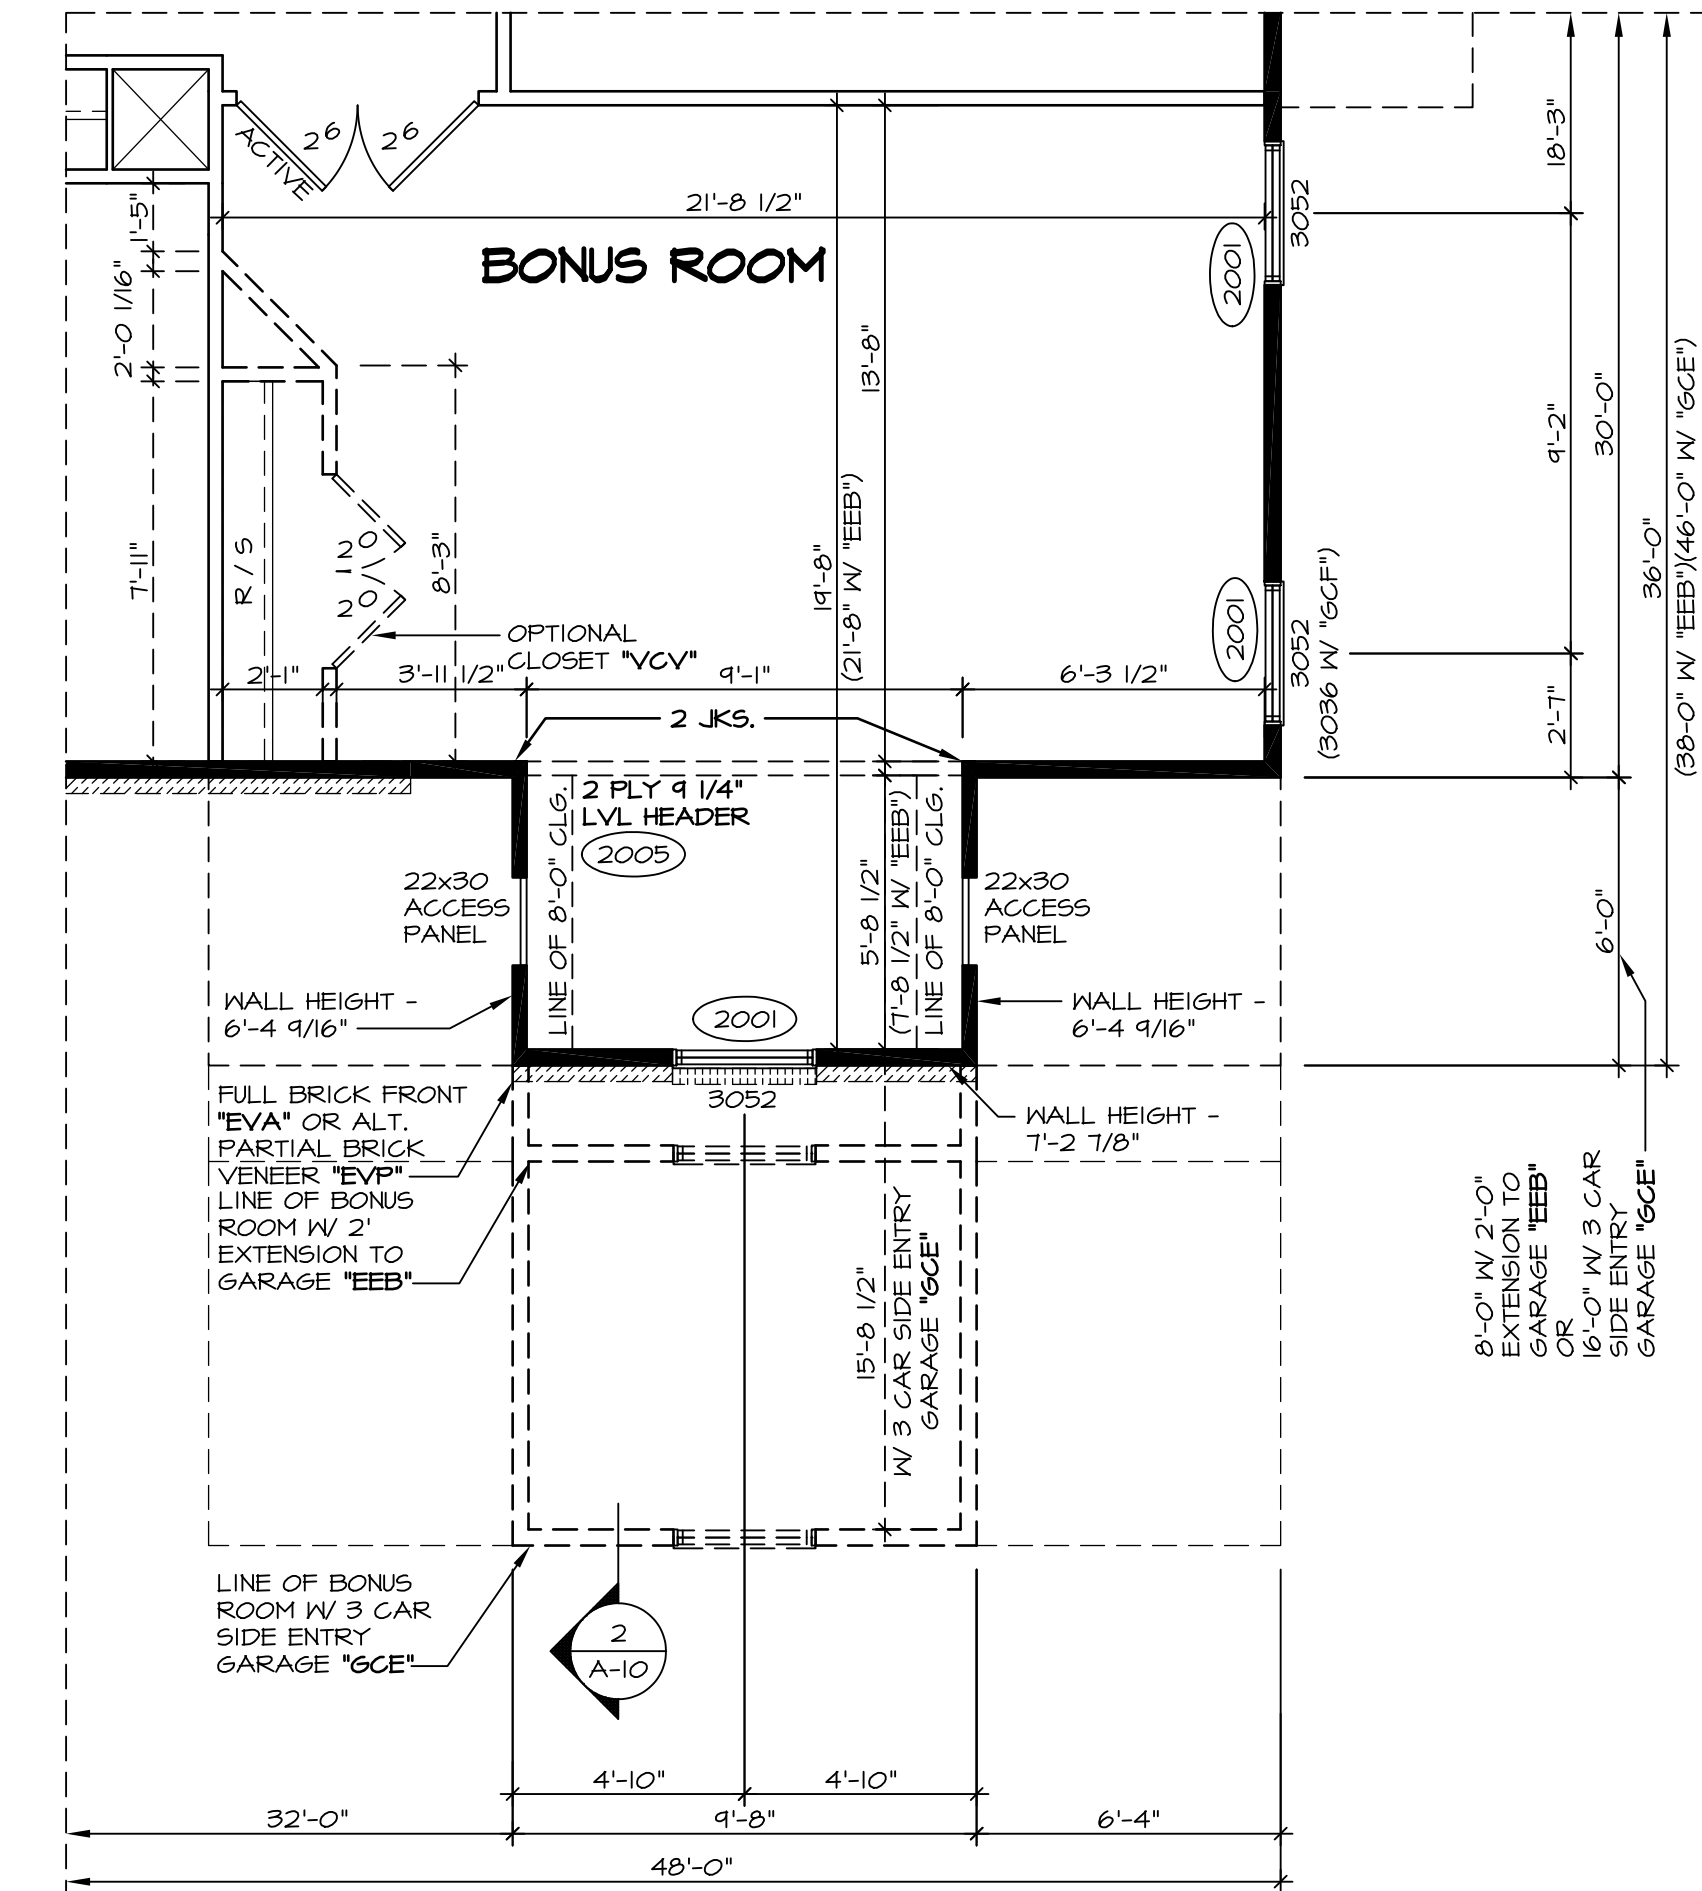 2⁶
2⁶
ACTIVE
18'-3"
1'-5"
21'-8 1/2"
3052
2001
BONUS ROOM
2'-0 1/16"
13'-8"
9'-2"
30'-0"
36'-0"
(38'-0" W/ "EEB")(46'-0" W/ "GCE")
7'-11"
R / S
2⁰
2⁰
8'-3"
19'-8"
(21'-8" W/ "EEB")
OPTIONAL
CLOSET "VCV"
2001
3052
(3036 W/ "GCF")
2'-7"
2'-1"
3'-11 1/2"
9'-1"
6'-3 1/2"
2 JKS.
2 PLY 9 1/4"
LVL HEADER
2005
LINE OF 8'-0" CLG.
5'-8 1/2"
(7'-8 1/2" W/ "EEB")
LINE OF 8'-0" CLG.
22x30
ACCESS
PANEL
22x30
ACCESS
PANEL
6'-0"
WALL HEIGHT -
6'-4 9/16"
2001
WALL HEIGHT -
6'-4 9/16"
3052
FULL BRICK FRONT
"EVA" OR ALT.
PARTIAL BRICK
VENEER "EVP"
WALL HEIGHT -
7'-2 7/8"
LINE OF BONUS
ROOM W/ 2'
EXTENSION TO
GARAGE "EEB"
15'-8 1/2"
W/ 3 CAR SIDE ENTRY
GARAGE "GCE"
8'-0" W/ 2'-0"
EXTENSION TO
GARAGE "EEB"
OR
16'-0" W/ 3 CAR
SIDE ENTRY
GARAGE "GCE"
LINE OF BONUS
ROOM W/ 3 CAR
SIDE ENTRY
GARAGE "GCE"
2
A-10
4'-10"
4'-10"
32'-0"
9'-8"
6'-4"
48'-0"